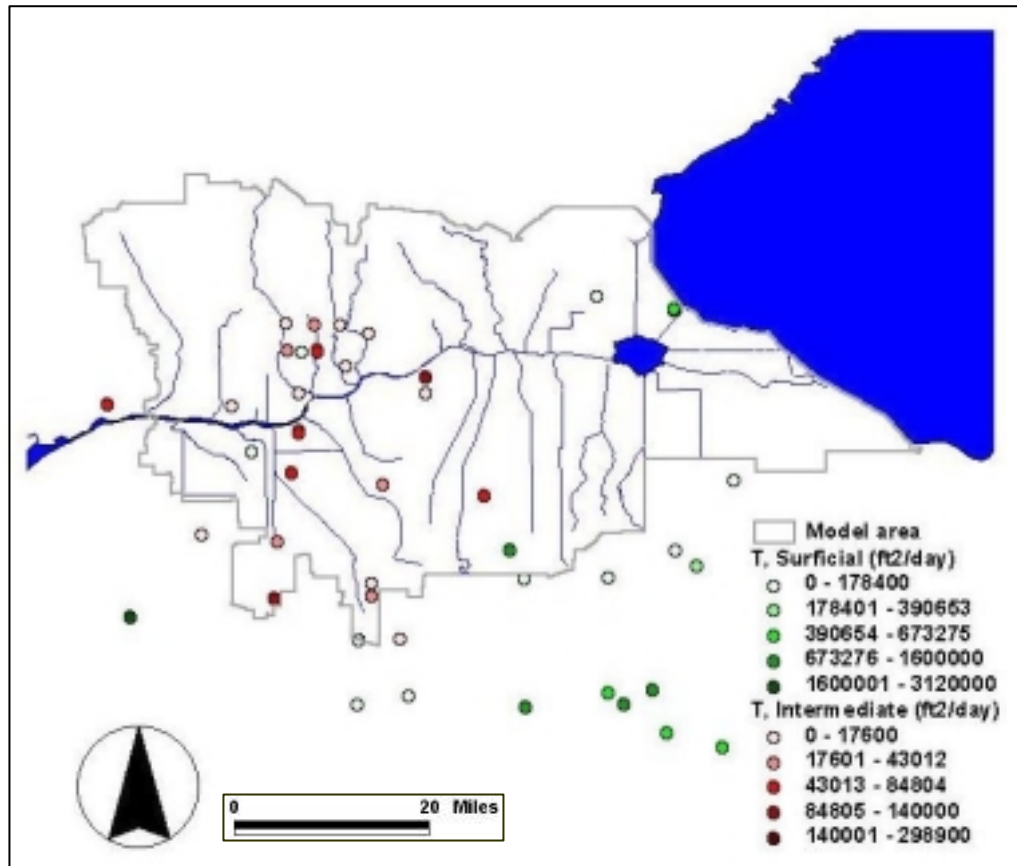 Model area
T, Surficial (ft2/day)
0 - 178400
178401 - 390653
390654 - 673275
673276 - 1600000
1600001 - 3120000
T, Intermediate (ft2/day)
0 - 17600
17601 - 43012
43013 - 84804
84805 - 140000
140001 - 298900
0 20 Miles